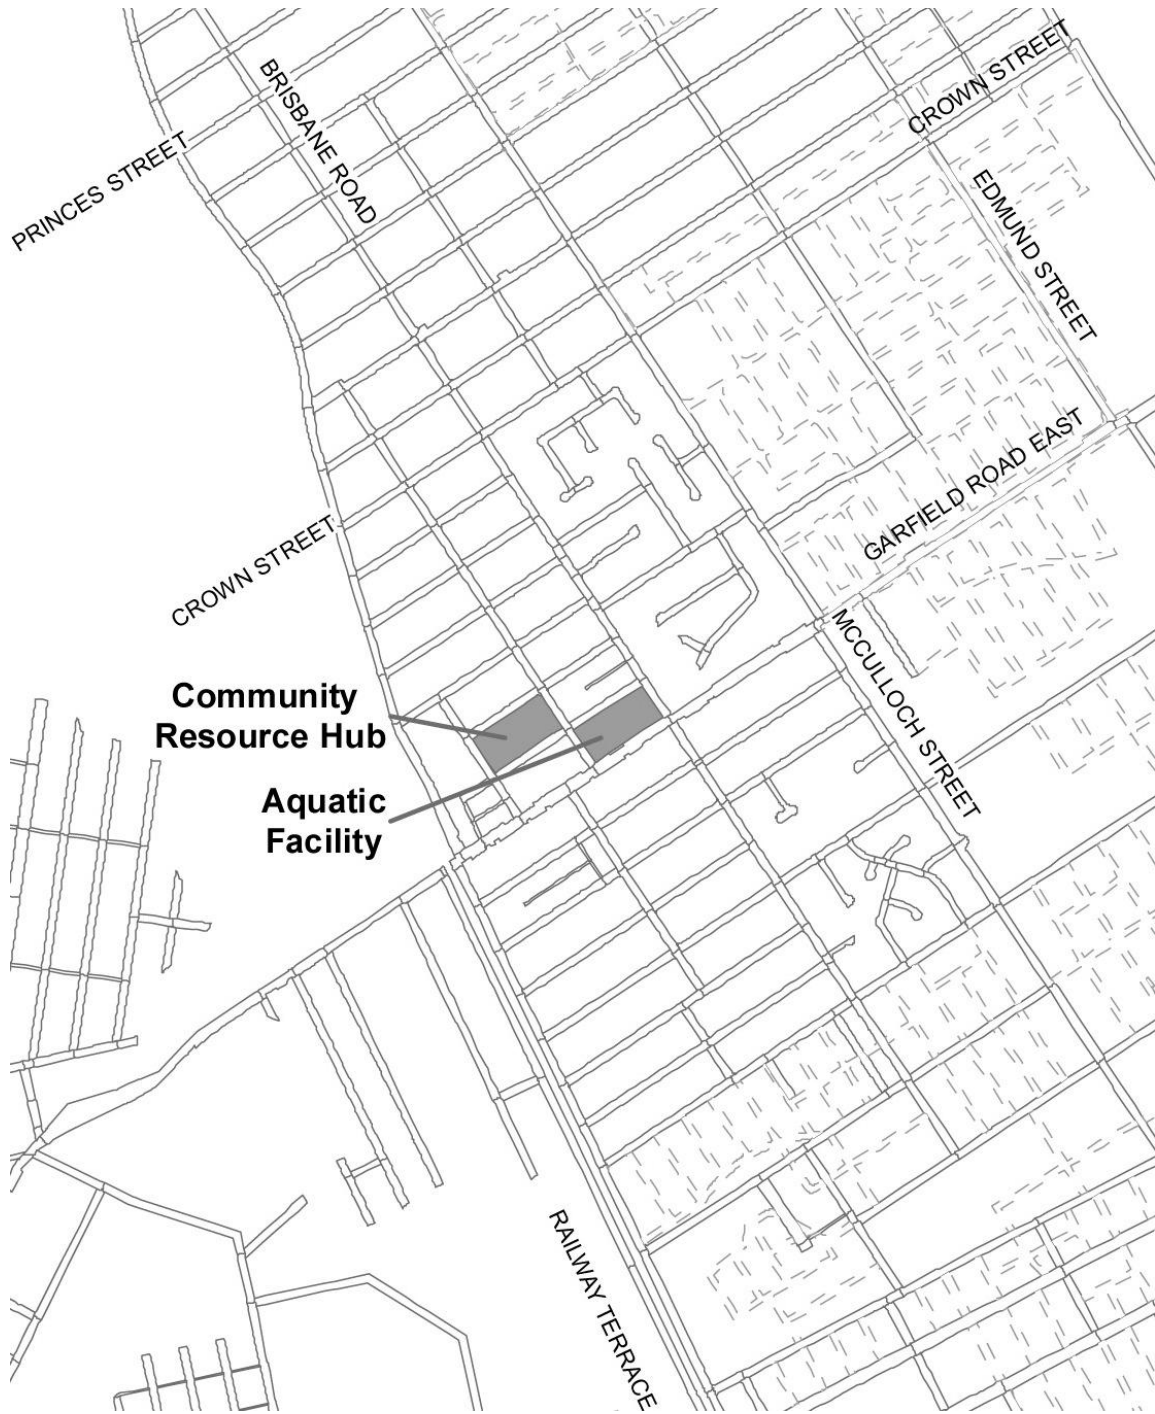 BRISBANE ROAD
CROWN STREET
PRINCES STREET
EDMUND STREET
GARFIELD ROAD EAST
CROWN STREET
MCCULLOCH STREET
Community
Resource Hub
Aquatic
Facility
RAILWAY TERRACE